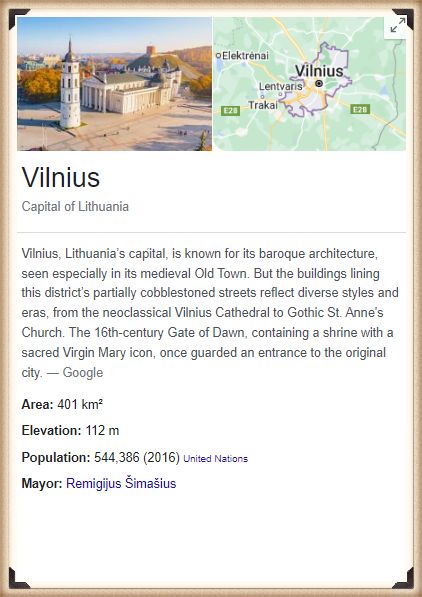 Elektrėnai
Vilnius
Lentvaris
Trakai
E28
E28
Vilnius
Capital of Lithuania
Vilnius, Lithuania’s capital, is known for its baroque architecture,
seen especially in its medieval Old Town. But the buildings lining
this district’s partially cobblestoned streets reflect diverse styles and
eras, from the neoclassical Vilnius Cathedral to Gothic St. Anne’s
Church. The 16th-century Gate of Dawn, containing a shrine with a
sacred Virgin Mary icon, once guarded an entrance to the original
city. — Google
Area: 401 km²
Elevation: 112 m
Population: 544,386 (2016) United Nations
Mayor: Remigijus Šimašius